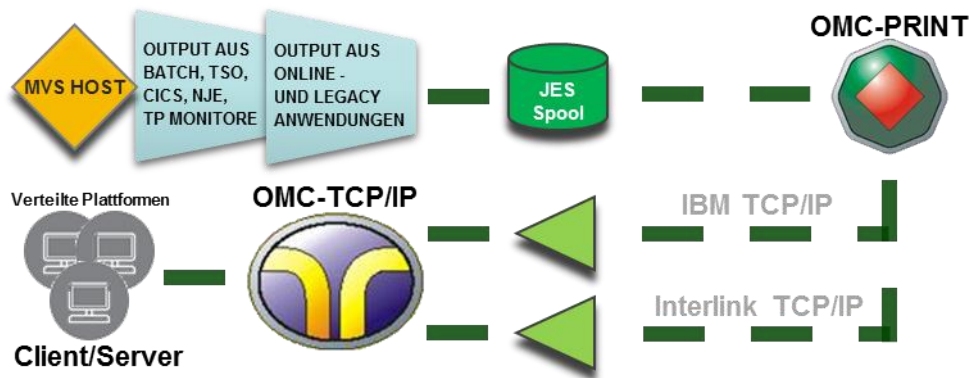 OMC-PRINT
MVS HOST
OUTPUT AUS
BATCH, TSO,
CICS, NJE,
TP MONITORE
OUTPUT AUS
ONLINE -
UND LEGACY
ANWENDUNGEN
JES
Spool
Verteilte Plattformen
OMC-TCP/IP
IBM TCP/IP
Interlink TCP/IP
Client/Server